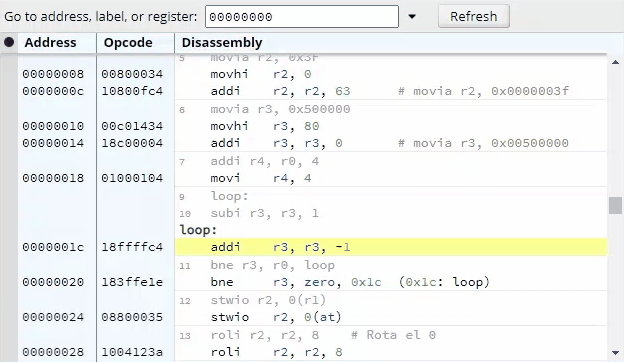 Go to address, label, or register: 00000000 Refresh
Address Opcode Disassembly
5 movia r2, 0x3F
00000008 00800034 movhi r2, 0
0000000c 10800fc4 addi r2, r2, 63 # movia r2, 0x0000003f
6 movia r3, 0x500000
00000010 00c01434 movhi r3, 80
00000014 18c00004 addi r3, r3, 0 # movia r3, 0x00500000
7 addi r4, r0, 4
00000018 01000104 movi r4, 4
9 loop:
10 subi r3, r3, 1
loop:
0000001c 18ffffc4 addi r3, r3, -1
11 bne r3, r0, loop
00000020 183ffe1e bne r3, zero, 0x1c (0x1c: loop)
12 stwio r2, 0(r1)
00000024 08800035 stwio r2, 0(at)
13 roli r2, r2, 8 # Rota el 0
00000028 1004123a roli r2, r2, 8